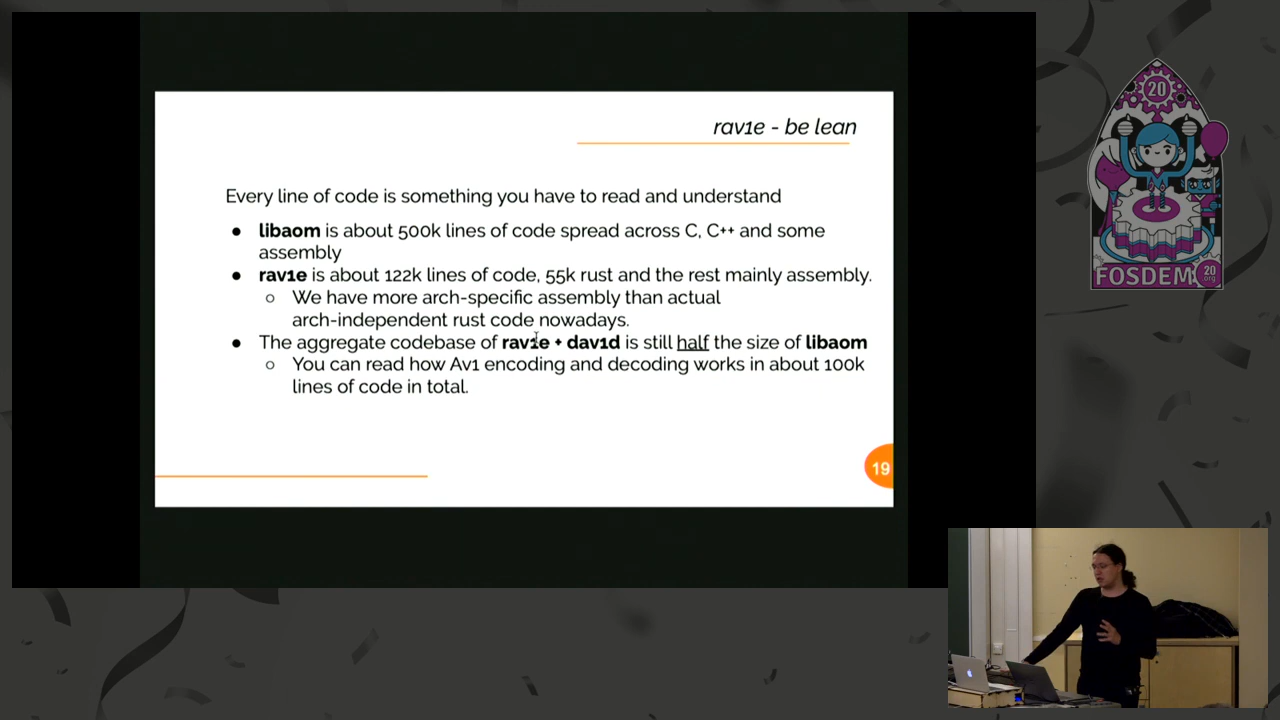 rav1e - be lean
Every line of code is something you have to read and understand
● libaom is about 500k lines of code spread across C, C++ and some
assembly
● rav1e is about 122k lines of code, 55k rust and the rest mainly assembly.
○ We have more arch-specific assembly than actual
arch-independent rust code nowadays.
● The aggregate codebase of rav1e + dav1d is still half the size of libaom
○ You can read how Av1 encoding and decoding works in about 100k
lines of code in total.
19
20
FOSDEM 20
.org